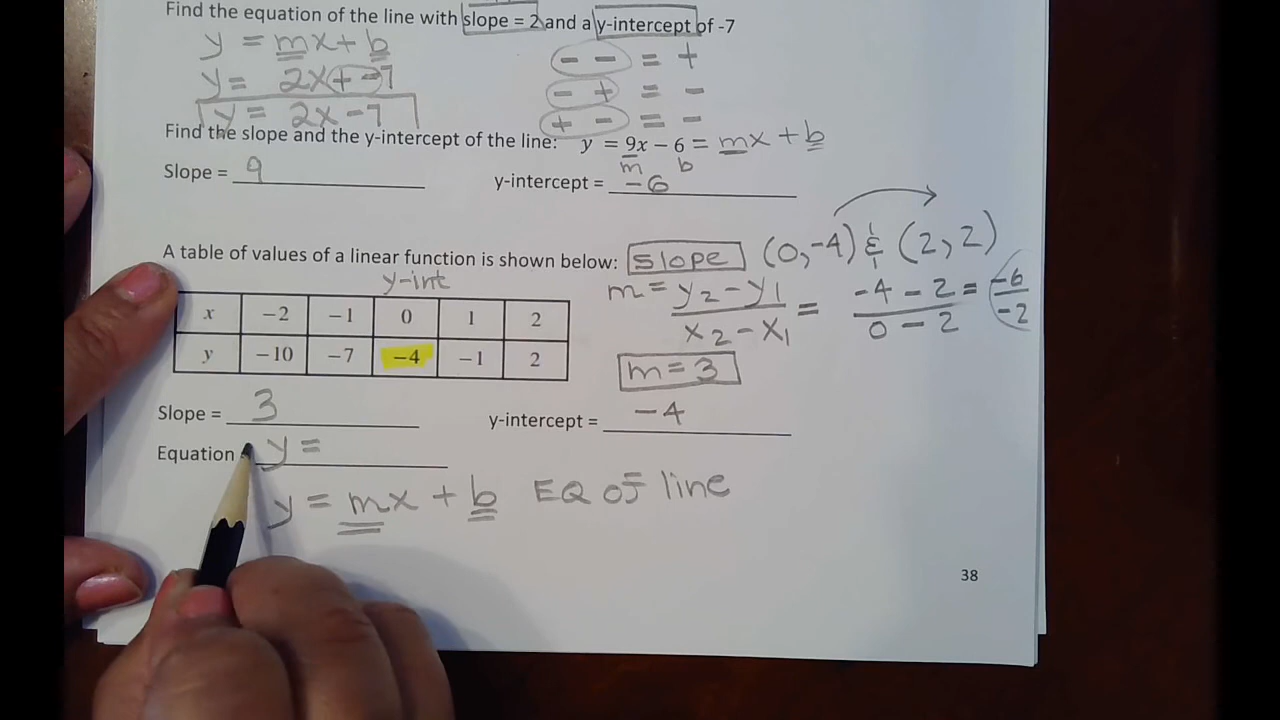 Find the equation of the line with slope = 2 and a y-intercept of -7
y = mx + b
y = 2x + -7
y = 2x - 7
- - = +
- + = -
+ - = -
Find the slope and the y-intercept of the line: y = 9x − 6 = mx + b
m b
Slope = 9 y-intercept = -6
A table of values of a linear function is shown below: slope (0, -4) & (2, 2)
y-int
x −2 −1 0 1 2
y −10 −7 −4 −1 2
m = y₂ - y₁ / x₂ - x₁ = -4 - 2 / 0 - 2 = -6 / -2
m = 3
Slope = 3 y-intercept = -4
Equation y =
y = mx + b EQ of line
38